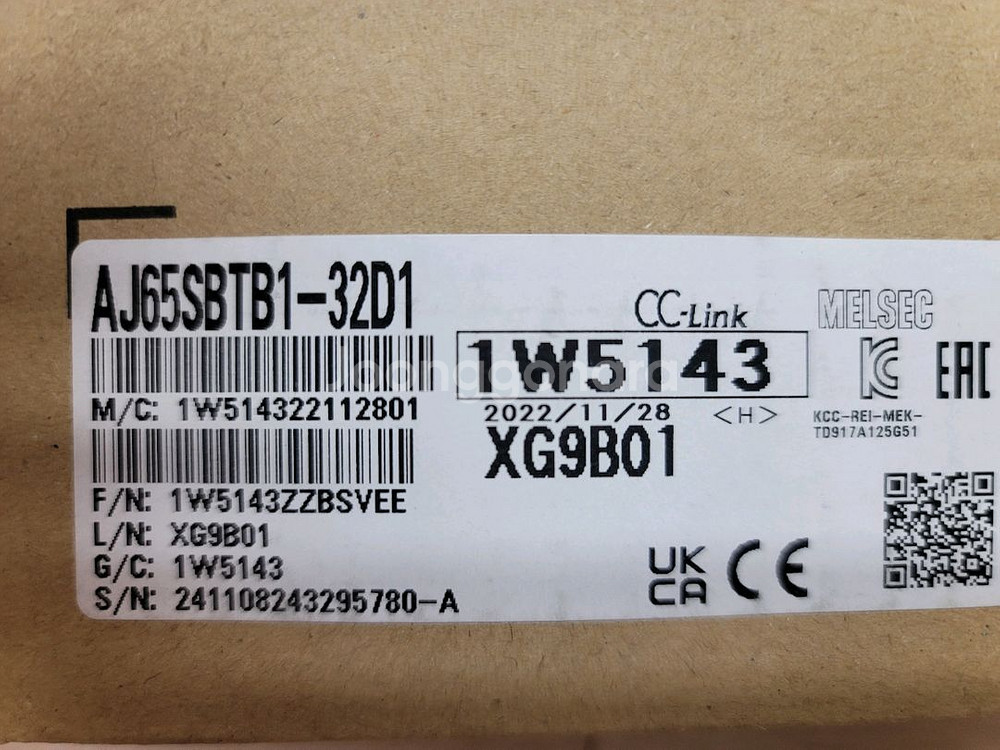 AJ65SBTB1-32D1
CC-Link
MELSEC
1W5143
EAC
M/C: 1W514322112801
2022/11/28 <H>
KCC-REI-MEK-
TD917A125G51
XG9B01
F/N: 1W5143ZZBSVEE
L/N: XG9B01
G/C: 1W5143
S/N: 241108243295780-A
UK
CA
CE
joonggonara